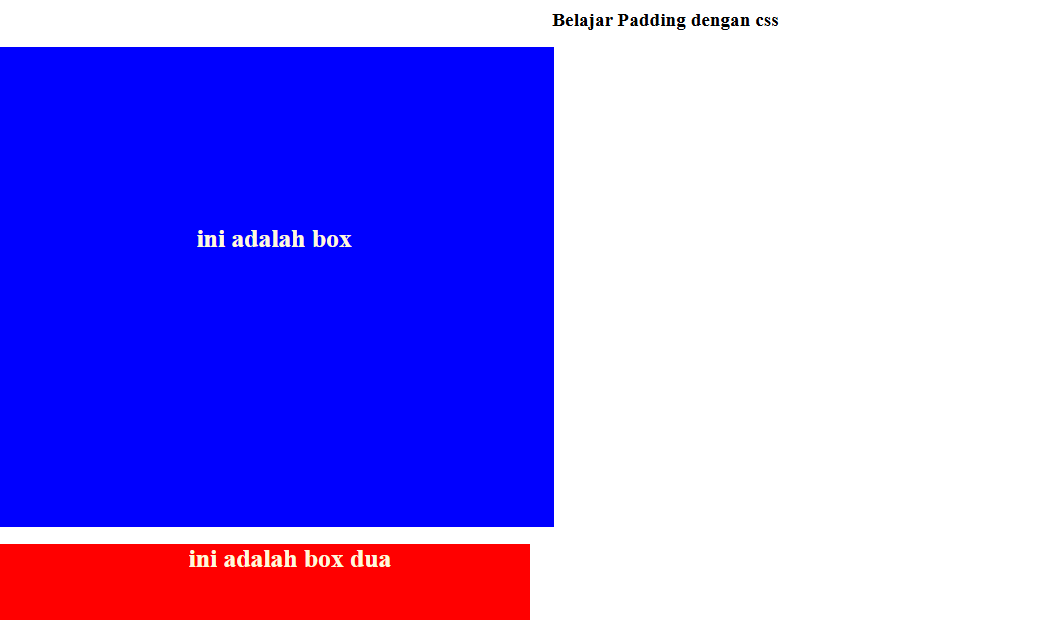 Belajar Padding dengan css
ini adalah box
ini adalah box dua